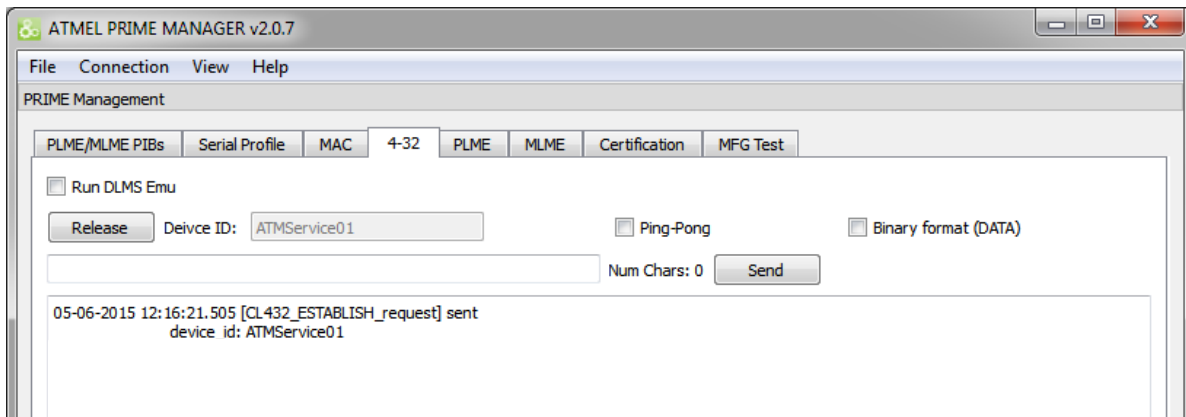 ATMEL PRIME MANAGER v2.0.7
File Connection View Help
PRIME Management
PLME/MLME PIBs Serial Profile MAC 4-32 PLME MLME Certification MFG Test
Run DLMS Emu
Release Deivce ID: ATMService01 Ping-Pong Binary format (DATA)
Num Chars: 0 Send
05-06-2015 12:16:21.505 [CL432_ESTABLISH_request] sent
device_id: ATMService01